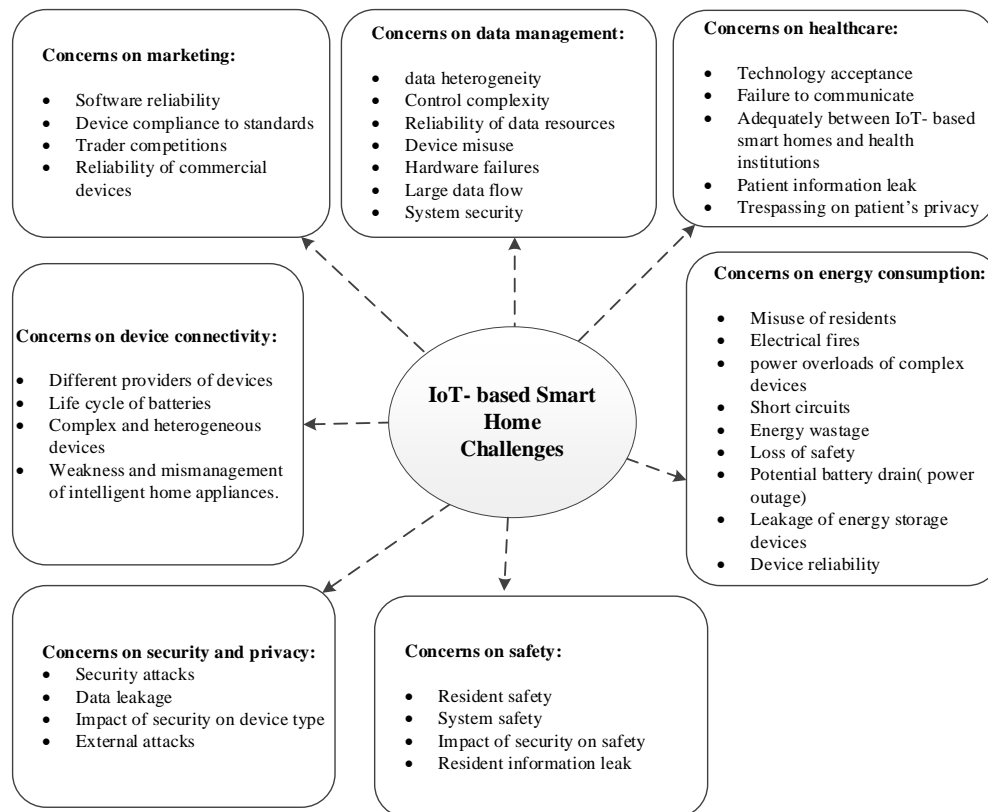 Concerns on marketing:
• Software reliability
• Device compliance to standards
• Trader competitions
• Reliability of commercial
devices
Concerns on data management:
• data heterogeneity
• Control complexity
• Reliability of data resources
• Device misuse
• Hardware failures
• Large data flow
• System security
Concerns on healthcare:
• Technology acceptance
• Failure to communicate
• Adequately between IoT- based
smart homes and health
institutions
• Patient information leak
• Trespassing on patient's privacy
Concerns on device connectivity:
• Different providers of devices
• Life cycle of batteries
• Complex and heterogeneous
devices
• Weakness and mismanagement
of intelligent home appliances.
IoT- based Smart
Home
Challenges
Concerns on energy consumption:
• Misuse of residents
• Electrical fires
• power overloads of complex
devices
• Short circuits
• Energy wastage
• Loss of safety
• Potential battery drain( power
outage)
• Leakage of energy storage
devices
• Device reliability
Concerns on security and privacy:
• Security attacks
• Data leakage
• Impact of security on device type
• External attacks
Concerns on safety:
• Resident safety
• System safety
• Impact of security on safety
• Resident information leak